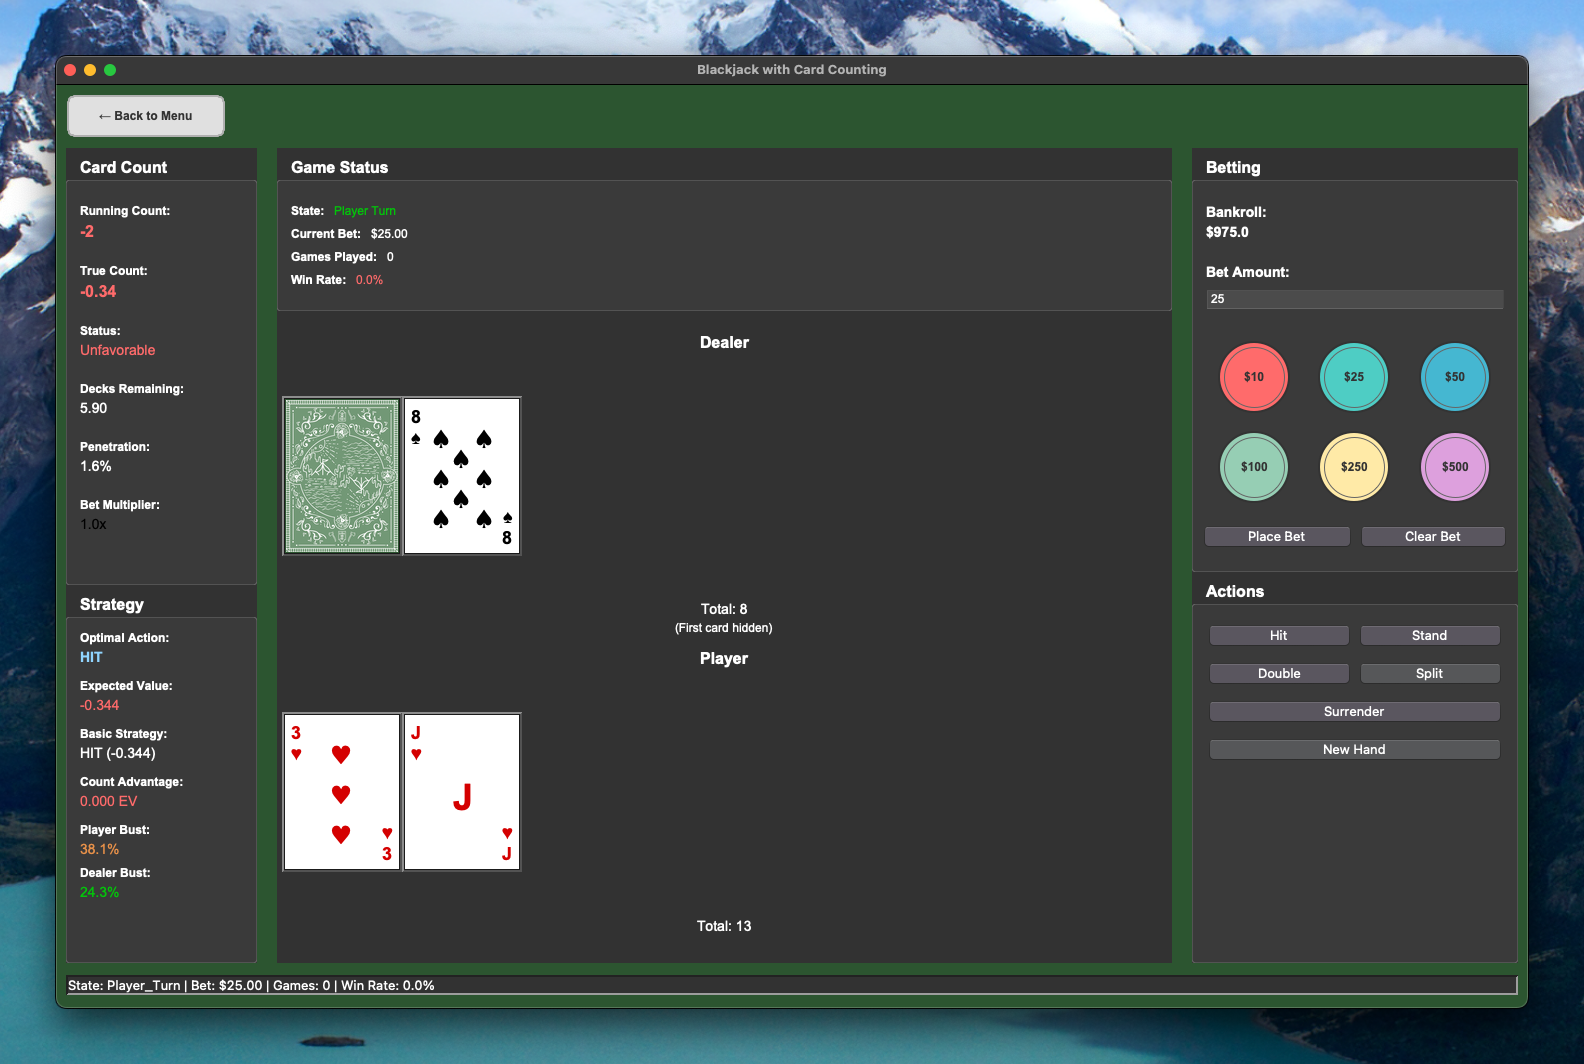 Blackjack with Card Counting
← Back to Menu
Card Count
Running Count:
-2
True Count:
-0.34
Status:
Unfavorable
Decks Remaining:
5.90
Penetration:
1.6%
Bet Multiplier:
1.0x
Strategy
Optimal Action:
HIT
Expected Value:
-0.344
Basic Strategy:
HIT (-0.344)
Count Advantage:
0.000 EV
Player Bust:
38.1%
Dealer Bust:
24.3%
Game Status
State: Player Turn
Current Bet: $25.00
Games Played: 0
Win Rate: 0.0%
Dealer
8
8
Total: 8
(First card hidden)
Player
3
3
J
J
J
Total: 13
Betting
Bankroll:
$975.0
Bet Amount:
25
$10 $25 $50
$100 $250 $500
Place Bet Clear Bet
Actions
Hit Stand
Double Split
Surrender
New Hand
State: Player_Turn | Bet: $25.00 | Games: 0 | Win Rate: 0.0%